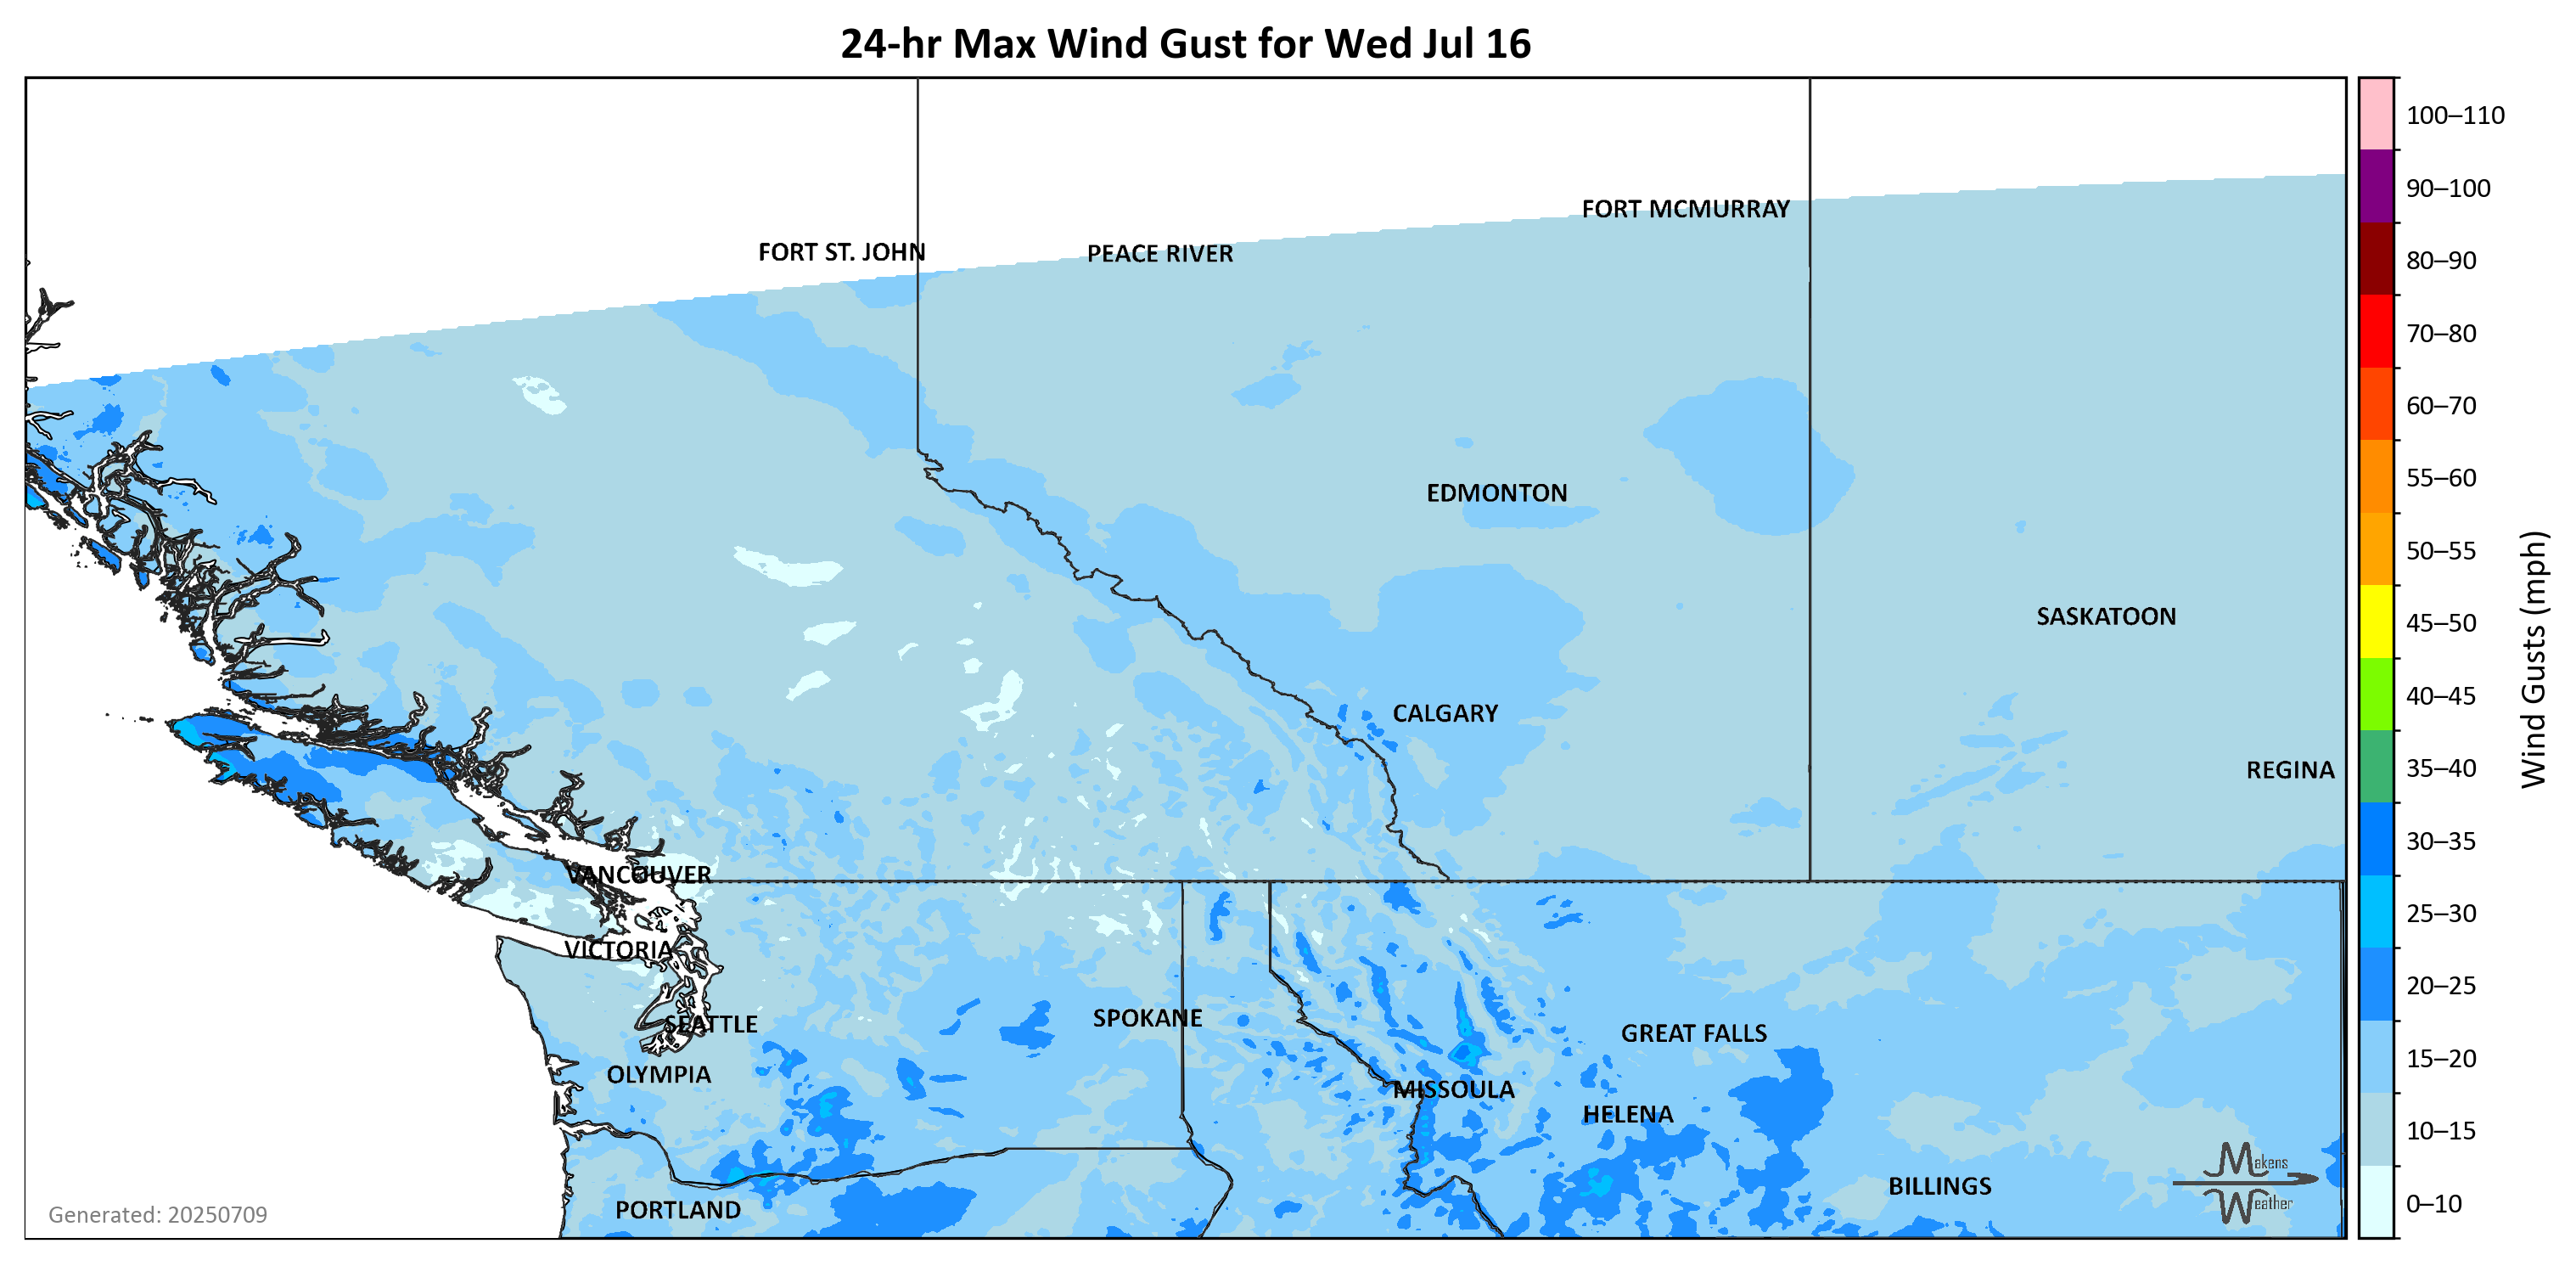 24-hr Max Wind Gust for Wed Jul 16
FORT MCMURRAY
FORT ST. JOHN
PEACE RIVER
EDMONTON
SASKATOON
CALGARY
REGINA
VANCOUVER
VICTORIA
SPOKANE
SEATTLE
GREAT FALLS
OLYMPIA
MISSOULA
HELENA
BILLINGS
PORTLAND
Generated: 20250709
Makens
Weather
100–110
90–100
80–90
70–80
60–70
55–60
50–55
45–50
40–45
35–40
30–35
25–30
20–25
15–20
10–15
0–10
Wind Gusts (mph)